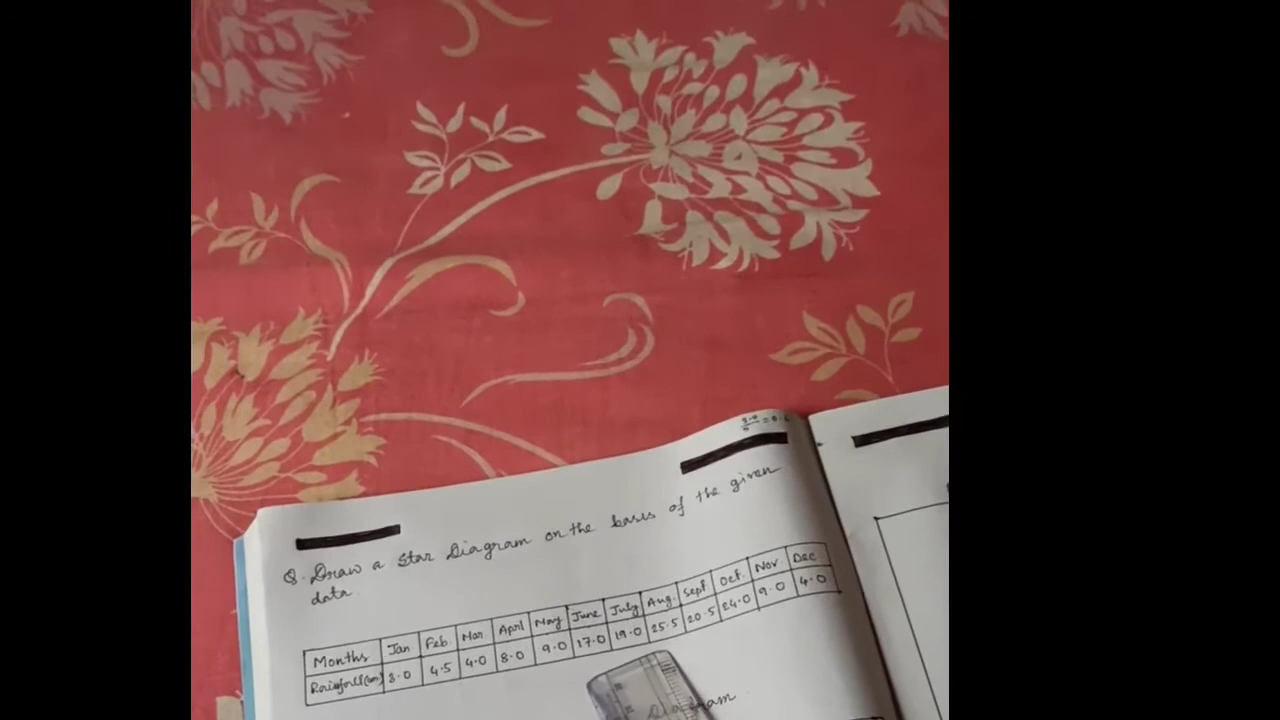 Q. Draw a Star Diagram on the basis of the given
data.
Months Jan Feb. Mar. April May June July Aug. Sept. Oct. Nov. Dec
Rainfall(cm) 3.0 4.5 4.0 8.0 9.0 17.0 19.0 25.5 20.5 24.0 9.0 4.0
Diagram